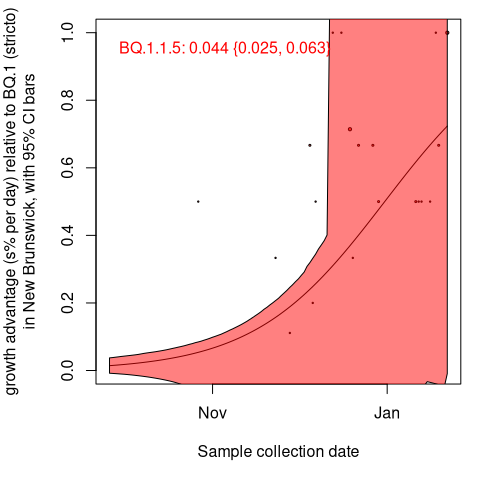 growth advantage (s% per day) relative to BQ.1 (stricto)
in New Brunswick, with 95% CI bars
BQ.1.1.5: 0.044 {0.025, 0.063}
1.0
0.8
0.6
0.4
0.2
0.0
Nov Jan
Sample collection date